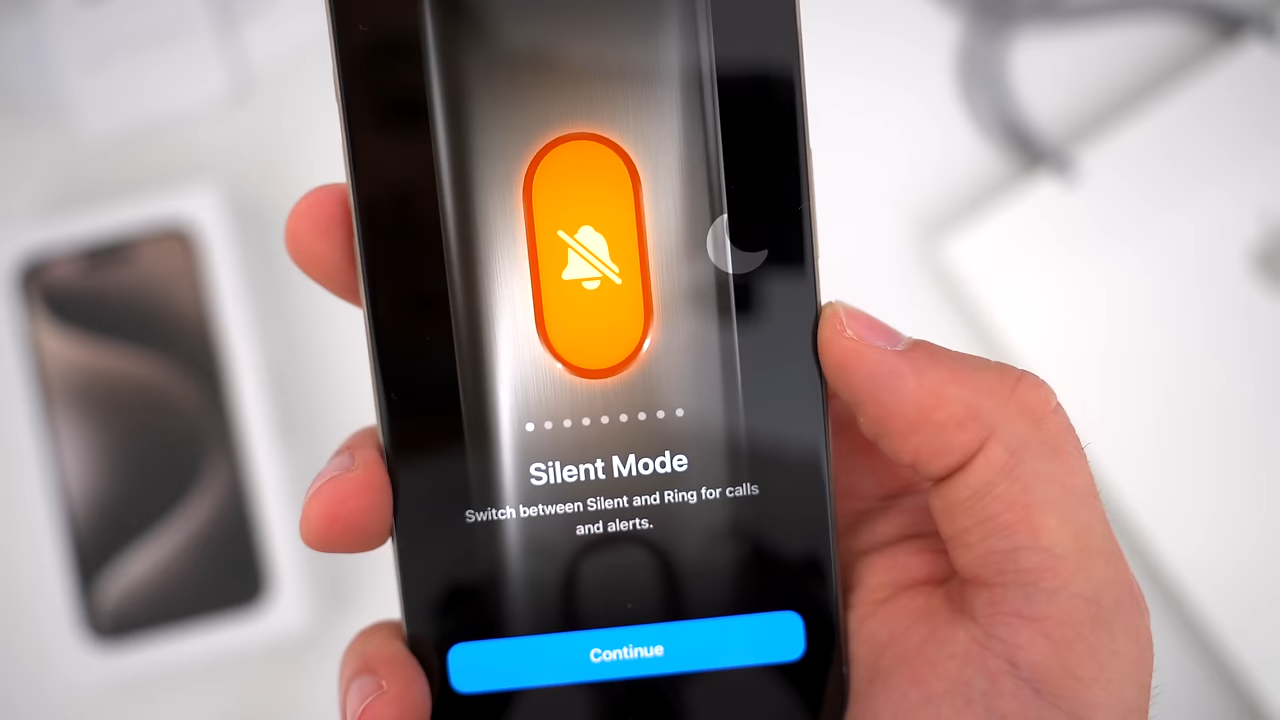 Silent Mode
Switch between Silent and Ring for calls
and alerts.
Continue